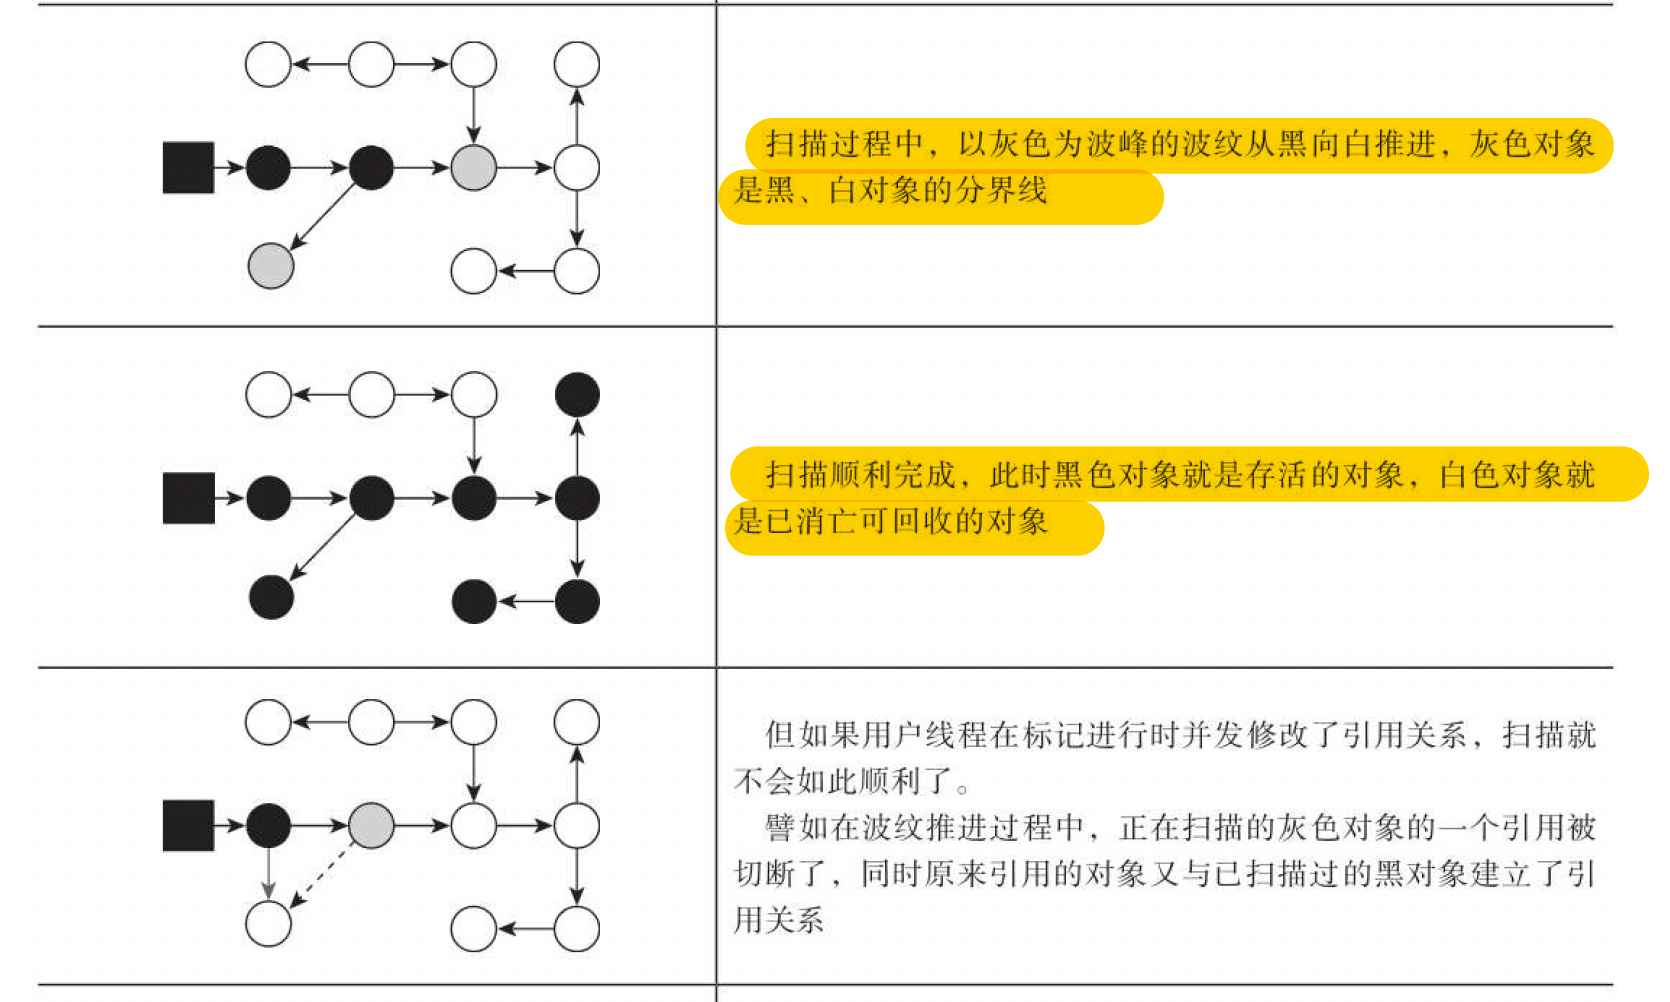 扫描过程中，以灰色为波峰的波纹从黑向白推进，灰色对象
是黑、白对象的分界线
扫描顺利完成，此时黑色对象就是存活的对象，白色对象就
是已消亡可回收的对象
但如果用户线程在标记进行时并发修改了引用关系，扫描就
不会如此顺利了。
譬如在波纹推进过程中，正在扫描的灰色对象的一个引用被
切断了，同时原来引用的对象又与已扫描过的黑对象建立了引
用关系